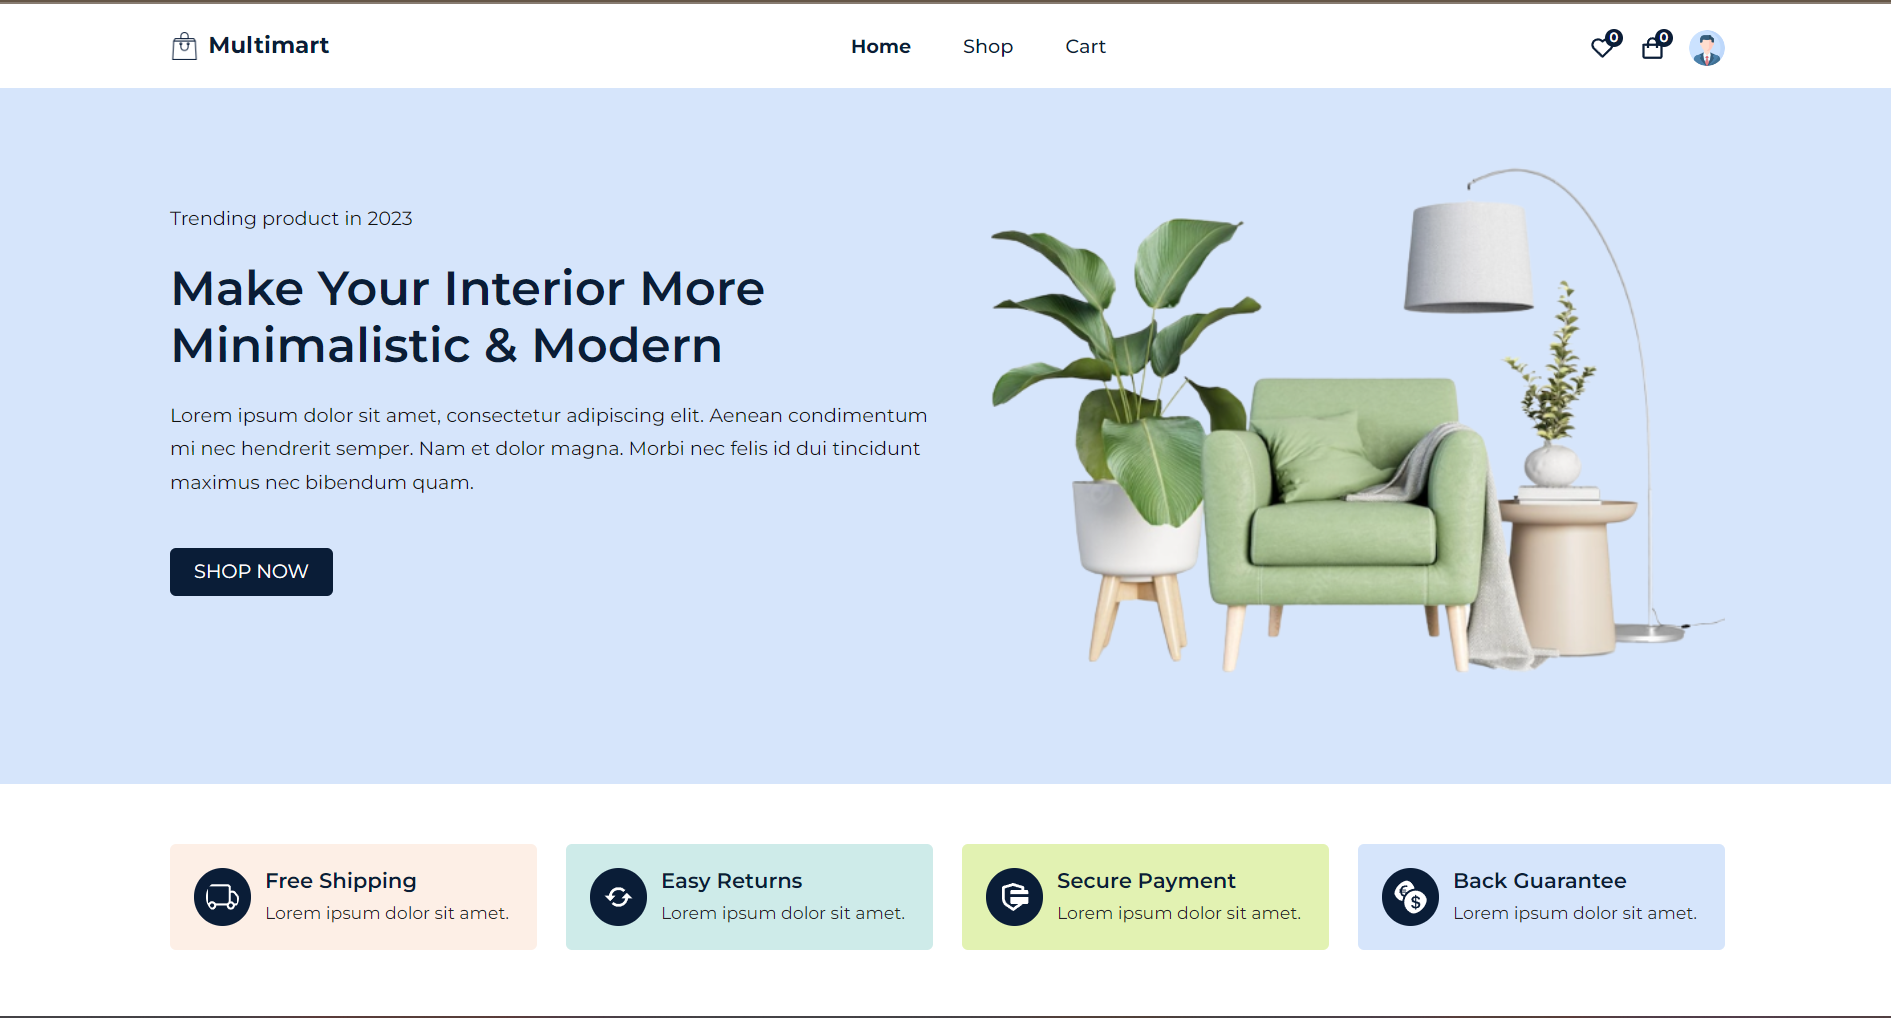 Multimart
Home Shop Cart
0 0
Trending product in 2023
Make Your Interior More
Minimalistic & Modern
Lorem ipsum dolor sit amet, consectetur adipiscing elit. Aenean condimentum
mi nec hendrerit semper. Nam et dolor magna. Morbi nec felis id dui tincidunt
maximus nec bibendum quam.
SHOP NOW
Free Shipping
Lorem ipsum dolor sit amet.
Easy Returns
Lorem ipsum dolor sit amet.
Secure Payment
Lorem ipsum dolor sit amet.
Back Guarantee
Lorem ipsum dolor sit amet.